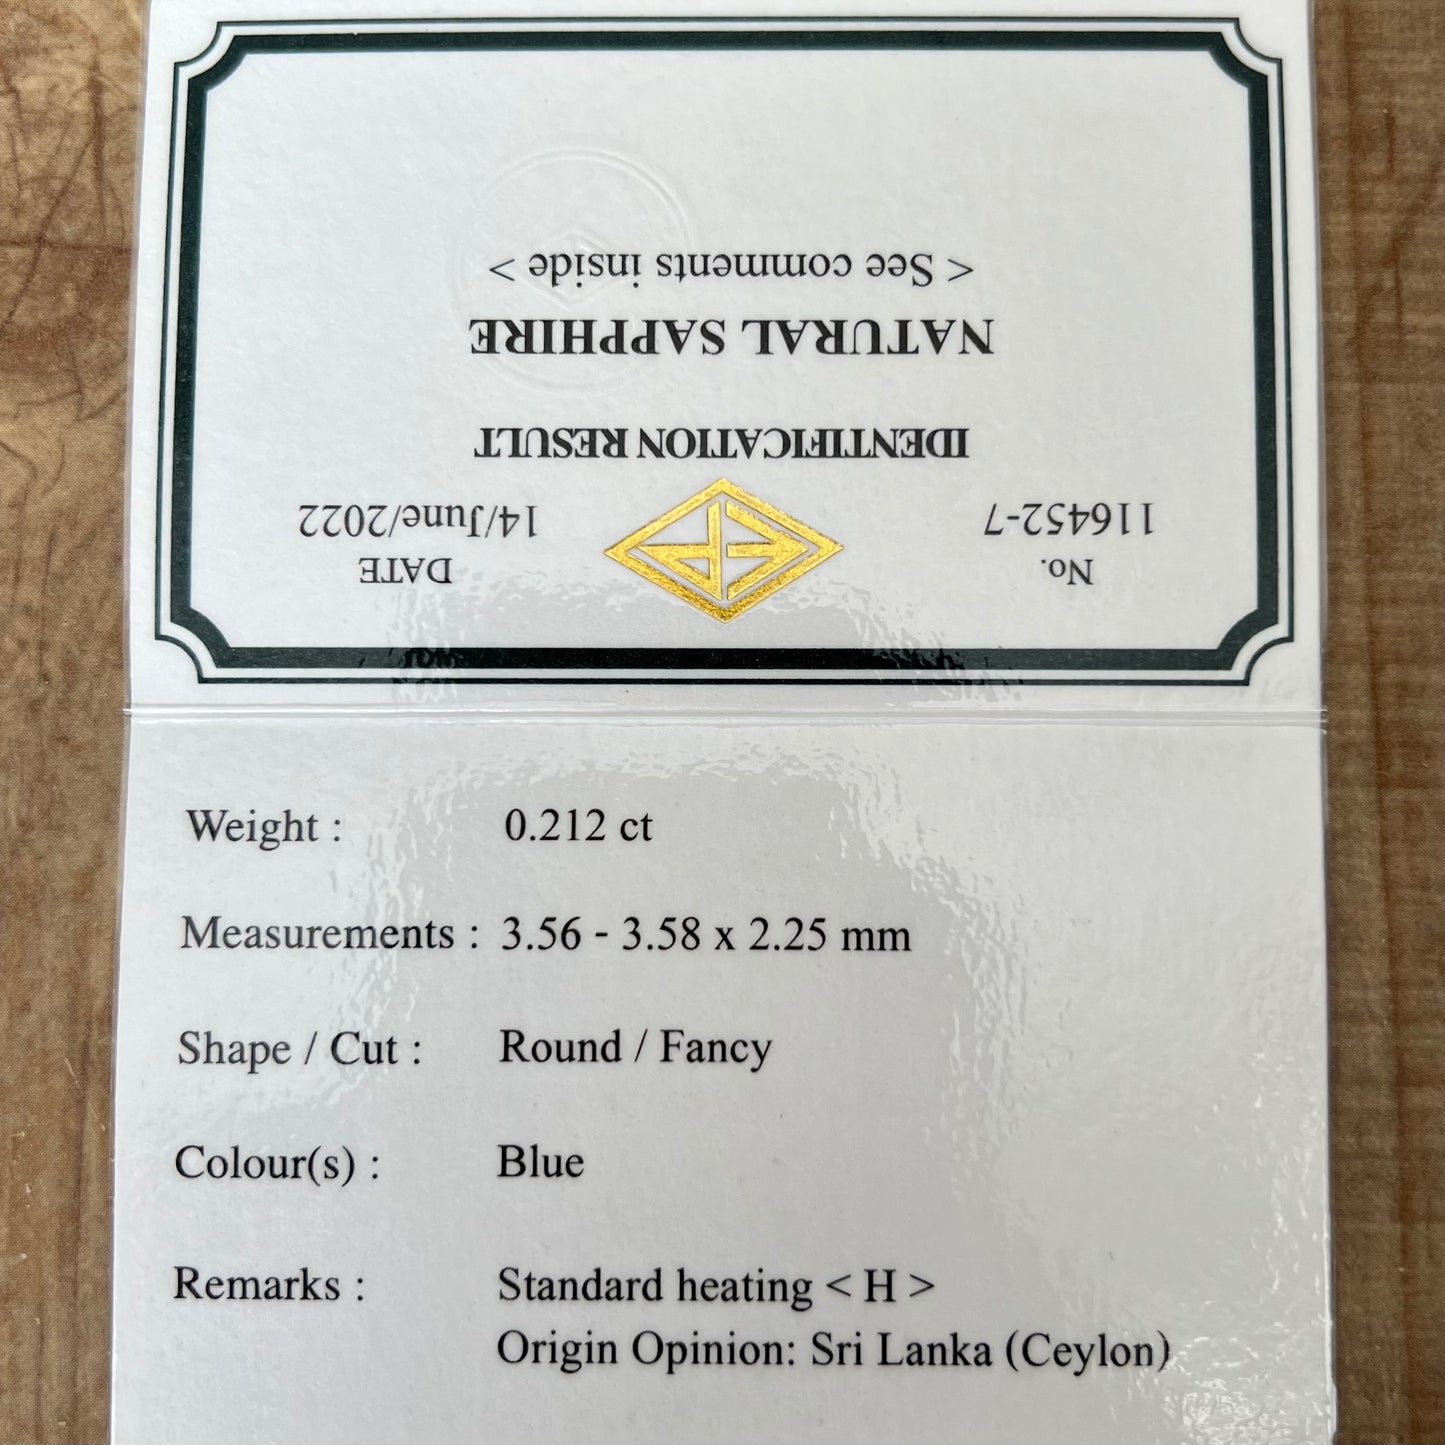 No.
116452-7
DATE
14/June/2022
IDENTIFICATION RESULT
NATURAL SAPPHIRE
< See comments inside >
Weight : 0.212 ct
Measurements : 3.56 - 3.58 x 2.25 mm
Shape / Cut : Round / Fancy
Colour(s) : Blue
Remarks : Standard heating < H >
Origin Opinion: Sri Lanka (Ceylon)